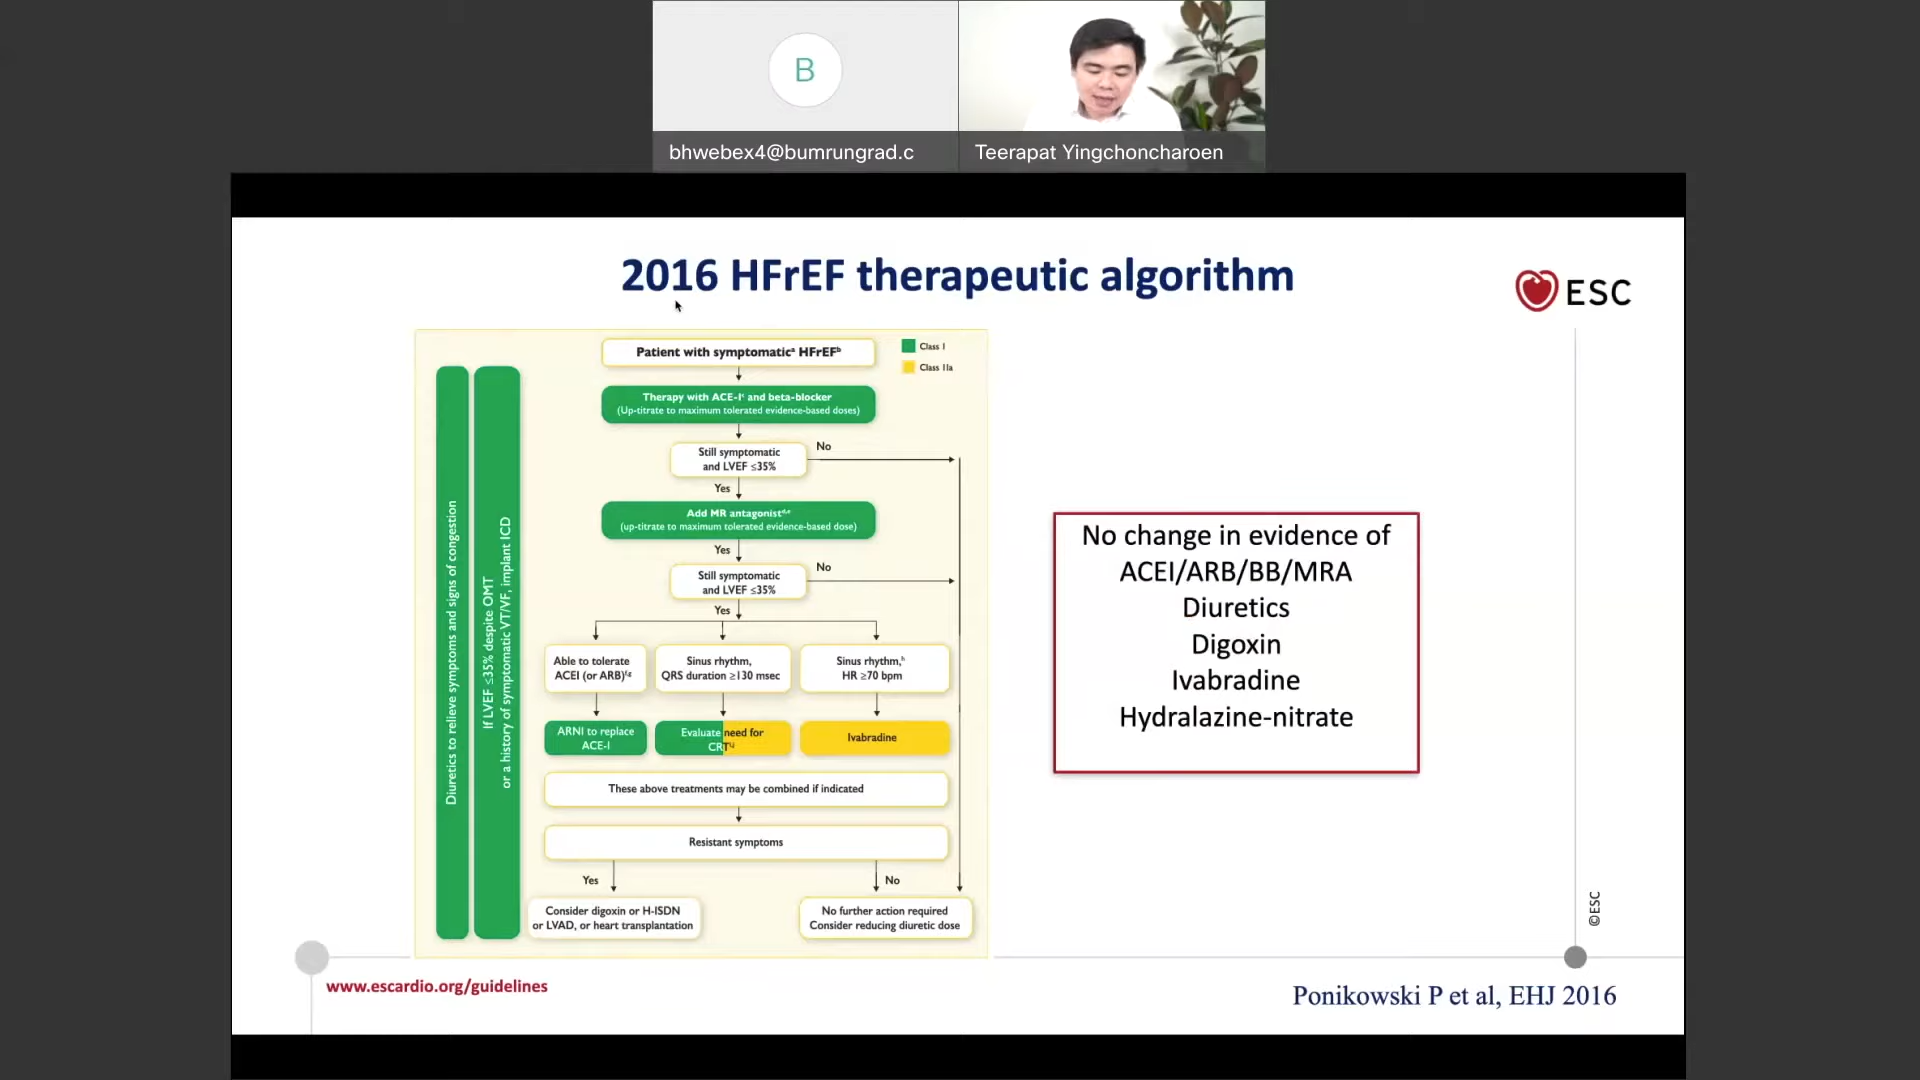 B
bhwebex4@bumrungrad.c
Teerapat Yingchoncharoen
2016 HFrEF therapeutic algorithm
ESC
Patient with symptomaticᵃ HFrEFᵇ
Class I
Class IIa
Therapy with ACE-Iᶜ and beta-blocker
(Up-titrate to maximum tolerated evidence-based doses)
Still symptomatic
and LVEF ≤35%
No
Yes
Add MR antagonistᵈ,ᵉ
(up-titrate to maximum tolerated evidence-based dose)
Yes
Still symptomatic
and LVEF ≤35%
No
Yes
Able to tolerate
ACEI (or ARB)ᶠ,ᵍ
Sinus rhythm,
QRS duration ≥130 msec
Sinus rhythm,ʰ
HR ≥70 bpm
ARNI to replace
ACE-I
Evaluate need for
CRTⁱ,ʲ
Ivabradine
These above treatments may be combined if indicated
Resistant symptoms
Yes
No
Consider digoxin or H-ISDN
or LVAD, or heart transplantation
No further action required
Consider reducing diuretic dose
Diuretics to relieve symptoms and signs of congestion
If LVEF ≤35% despite OMT
or a history of symptomatic VT/VF, implant ICD
No change in evidence of
ACEI/ARB/BB/MRA
Diuretics
Digoxin
Ivabradine
Hydralazine-nitrate
©ESC
www.escardio.org/guidelines
Ponikowski P et al, EHJ 2016